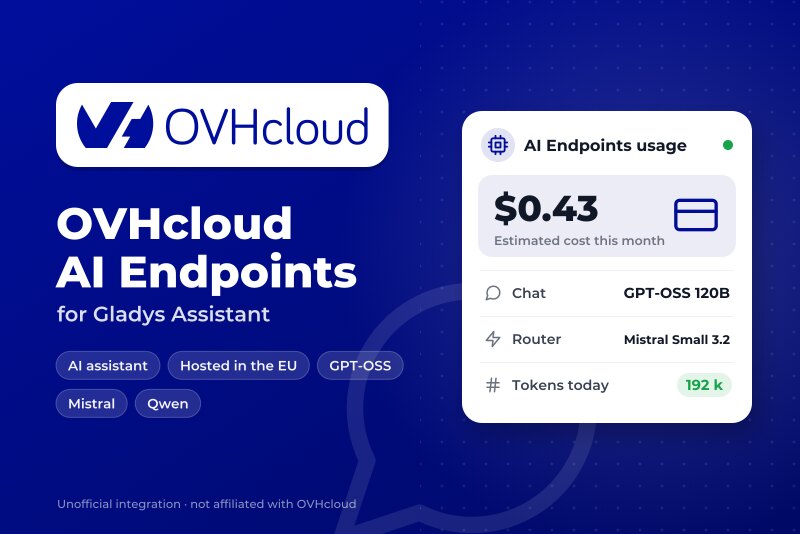 OVHcloud
OVHcloud
AI Endpoints
for Gladys Assistant
AI assistant
Hosted in the EU
GPT-OSS
Mistral
Qwen
Unofficial integration · not affiliated with OVHcloud
AI Endpoints usage
$0.43
Estimated cost this month
Chat GPT-OSS 120B
Router Mistral Small 3.2
Tokens today 192 k